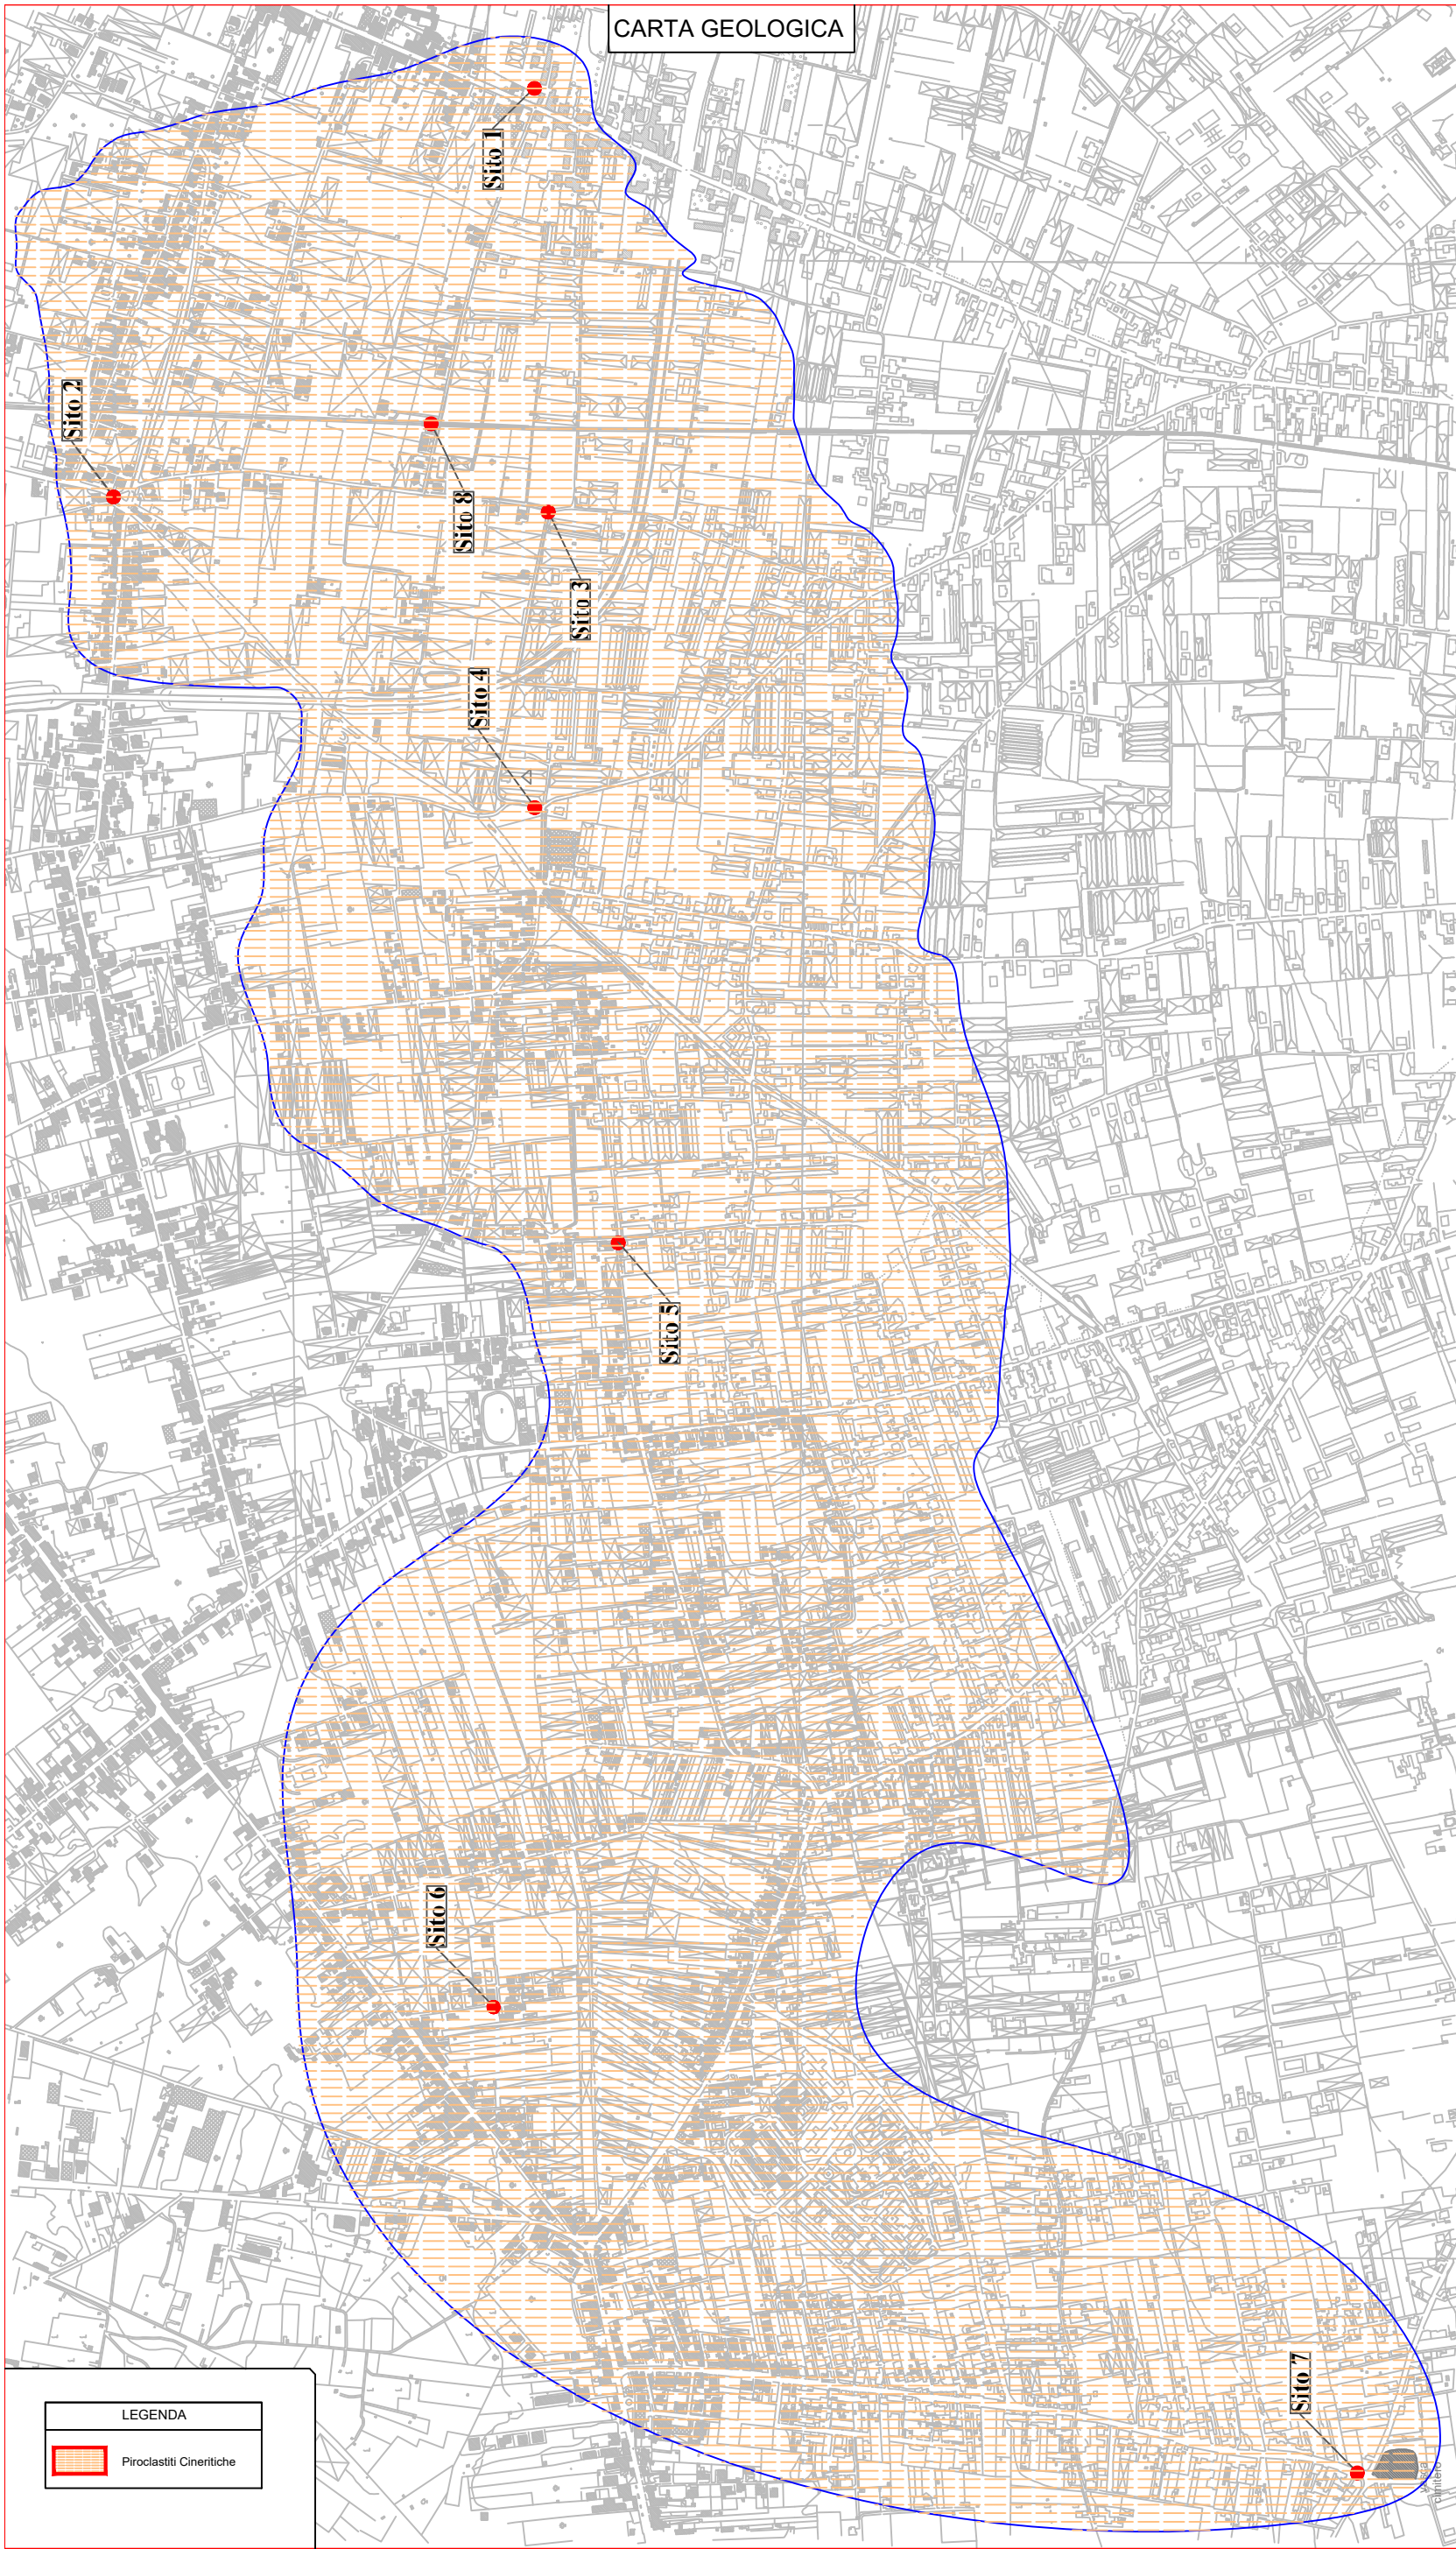 CARTA GEOLOGICA
Sito 1
Sito 2
Sito 8
Sito 3
Sito 4
Sito 5
Sito 6
Sito 7
cimitero
LEGENDA
Piroclastiti Cineritiche